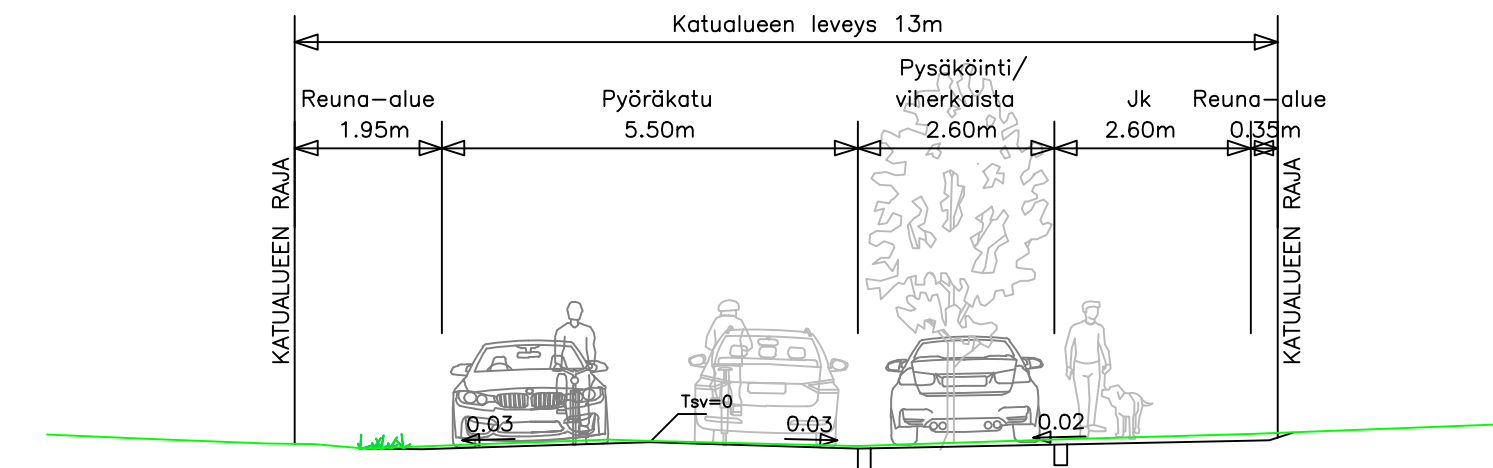 Katualueen leveys 13m
Pysäköinti/
Reuna-alue Pyöräkatu viherkaista Jk Reuna-alue
1.95m 5.50m 2.60m 2.60m 0.35m
KATUALUEEN RAJA
KATUALUEEN RAJA
Tsv=0
0.03 0.03 0.02